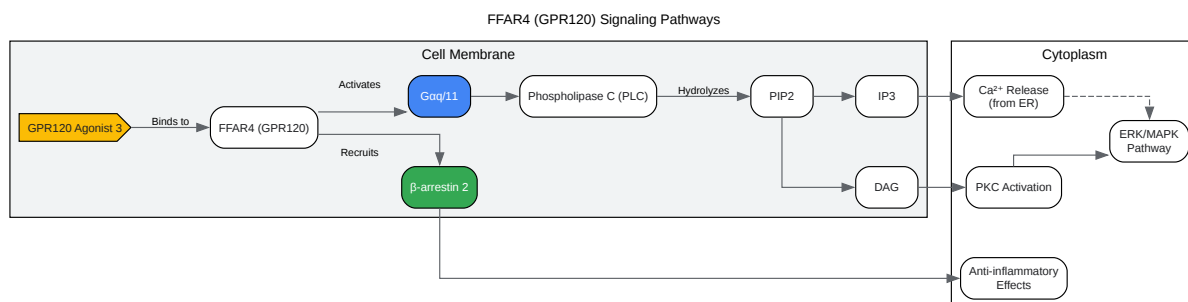 FFAR4 (GPR120) Signaling Pathways
Cell Membrane
Cytoplasm
Activates
Gαq/11
Phospholipase C (PLC)
Hydrolyzes
PIP2
IP3
Ca²⁺ Release
(from ER)
GPR120 Agonist 3
Binds to
FFAR4 (GPR120)
ERK/MAPK
Pathway
Recruits
β-arrestin 2
DAG
PKC Activation
Anti-inflammatory
Effects